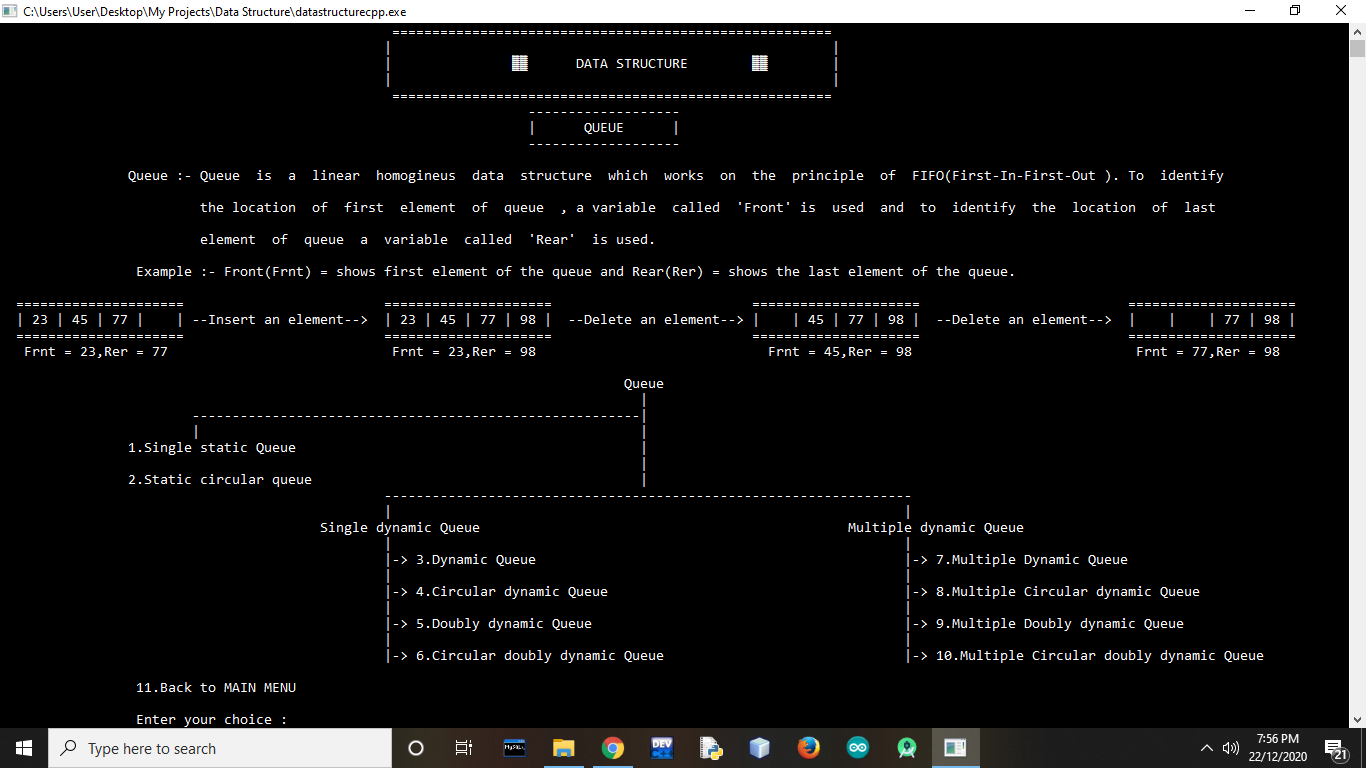 C:\Users\User\Desktop\My Projects\Data Structure\datastructurecpp.exe
DATA STRUCTURE
QUEUE
Queue :- Queue is a linear homogineus data structure which works on the principle of FIFO(First-In-First-Out ). To identify
the location of first element of queue , a variable called 'Front' is used and to identify the location of last
element of queue a variable called 'Rear' is used.
Example :- Front(Frnt) = shows first element of the queue and Rear(Rer) = shows the last element of the queue.
| 23 | 45 | 77 | | --Insert an element--> | 23 | 45 | 77 | 98 | --Delete an element--> | | 45 | 77 | 98 | --Delete an element--> | | | 77 | 98 |
Frnt = 23,Rer = 77 Frnt = 23,Rer = 98 Frnt = 45,Rer = 98 Frnt = 77,Rer = 98
Queue
1.Single static Queue
2.Static circular queue
Single dynamic Queue Multiple dynamic Queue
|-> 3.Dynamic Queue |-> 7.Multiple Dynamic Queue
|-> 4.Circular dynamic Queue |-> 8.Multiple Circular dynamic Queue
|-> 5.Doubly dynamic Queue |-> 9.Multiple Doubly dynamic Queue
|-> 6.Circular doubly dynamic Queue |-> 10.Multiple Circular doubly dynamic Queue
11.Back to MAIN MENU
Enter your choice :
Type here to search
MySQL
DEV
7:56 PM
22/12/2020
21